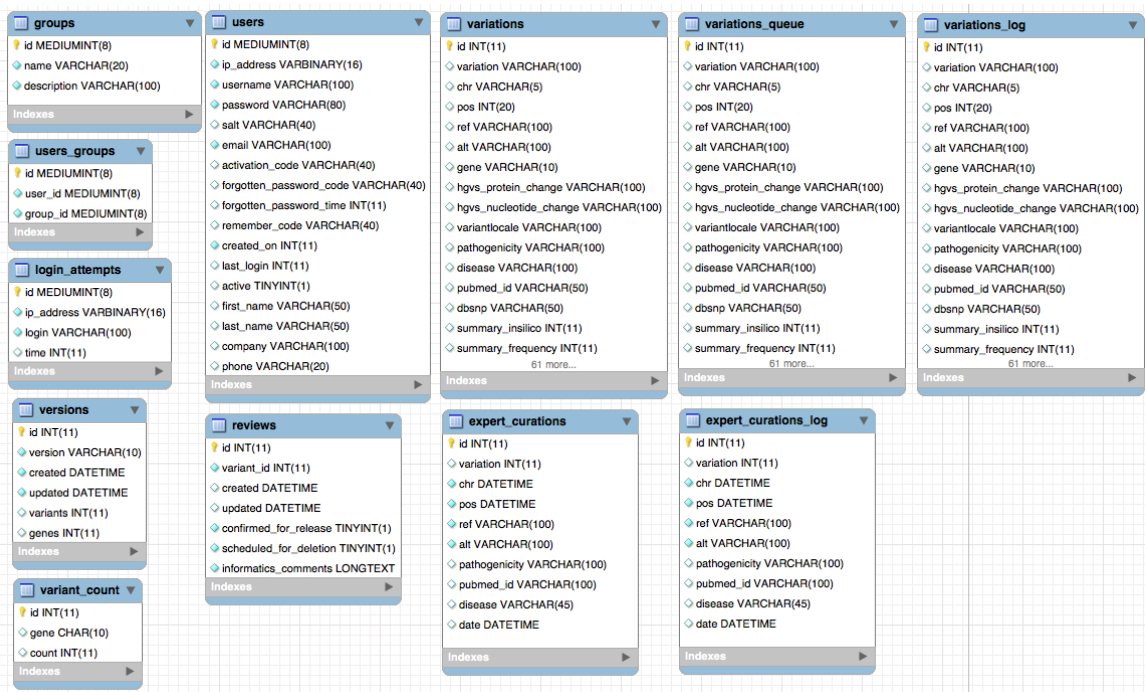 groups
id MEDIUMINT(8)
name VARCHAR(20)
description VARCHAR(100)
Indexes
users_groups
id MEDIUMINT(8)
user_id MEDIUMINT(8)
group_id MEDIUMINT(8)
Indexes
login_attempts
id MEDIUMINT(8)
ip_address VARBINARY(16)
login VARCHAR(100)
time INT(11)
Indexes
versions
id INT(11)
version VARCHAR(10)
created DATETIME
updated DATETIME
variants INT(11)
genes INT(11)
Indexes
variant_count
id INT(11)
gene CHAR(10)
count INT(11)
Indexes
users
id MEDIUMINT(8)
ip_address VARBINARY(16)
username VARCHAR(100)
password VARCHAR(80)
salt VARCHAR(40)
email VARCHAR(100)
activation_code VARCHAR(40)
forgotten_password_code VARCHAR(40)
forgotten_password_time INT(11)
remember_code VARCHAR(40)
created_on INT(11)
last_login INT(11)
active TINYINT(1)
first_name VARCHAR(50)
last_name VARCHAR(50)
company VARCHAR(100)
phone VARCHAR(20)
Indexes
reviews
id INT(11)
variant_id INT(11)
created DATETIME
updated DATETIME
confirmed_for_release TINYINT(1)
scheduled_for_deletion TINYINT(1)
informatics_comments LONGTEXT
Indexes
variations
id INT(11)
variation VARCHAR(100)
chr VARCHAR(5)
pos INT(20)
ref VARCHAR(100)
alt VARCHAR(100)
gene VARCHAR(10)
hgvs_protein_change VARCHAR(100)
hgvs_nucleotide_change VARCHAR(100)
variantlocale VARCHAR(100)
pathogenicity VARCHAR(100)
disease VARCHAR(100)
pubmed_id VARCHAR(50)
dbsnp VARCHAR(50)
summary_insilico INT(11)
summary_frequency INT(11)
61 more...
Indexes
expert_curations
id INT(11)
variation INT(11)
chr DATETIME
pos DATETIME
ref VARCHAR(100)
alt VARCHAR(100)
pathogenicity VARCHAR(100)
pubmed_id VARCHAR(100)
disease VARCHAR(45)
date DATETIME
Indexes
variations_queue
id INT(11)
variation VARCHAR(100)
chr VARCHAR(5)
pos INT(20)
ref VARCHAR(100)
alt VARCHAR(100)
gene VARCHAR(10)
hgvs_protein_change VARCHAR(100)
hgvs_nucleotide_change VARCHAR(100)
variantlocale VARCHAR(100)
pathogenicity VARCHAR(100)
disease VARCHAR(100)
pubmed_id VARCHAR(50)
dbsnp VARCHAR(50)
summary_insilico INT(11)
summary_frequency INT(11)
61 more...
Indexes
expert_curations_log
id INT(11)
variation INT(11)
chr DATETIME
pos DATETIME
ref VARCHAR(100)
alt VARCHAR(100)
pathogenicity VARCHAR(100)
pubmed_id VARCHAR(100)
disease VARCHAR(45)
date DATETIME
Indexes
variations_log
id INT(11)
variation VARCHAR(100)
chr VARCHAR(5)
pos INT(20)
ref VARCHAR(100)
alt VARCHAR(100)
gene VARCHAR(10)
hgvs_protein_change VARCHAR(100)
hgvs_nucleotide_change VARCHAR(100)
variantlocale VARCHAR(100)
pathogenicity VARCHAR(100)
disease VARCHAR(100)
pubmed_id VARCHAR(50)
dbsnp VARCHAR(50)
summary_insilico INT(11)
summary_frequency INT(11)
61 more...
Indexes